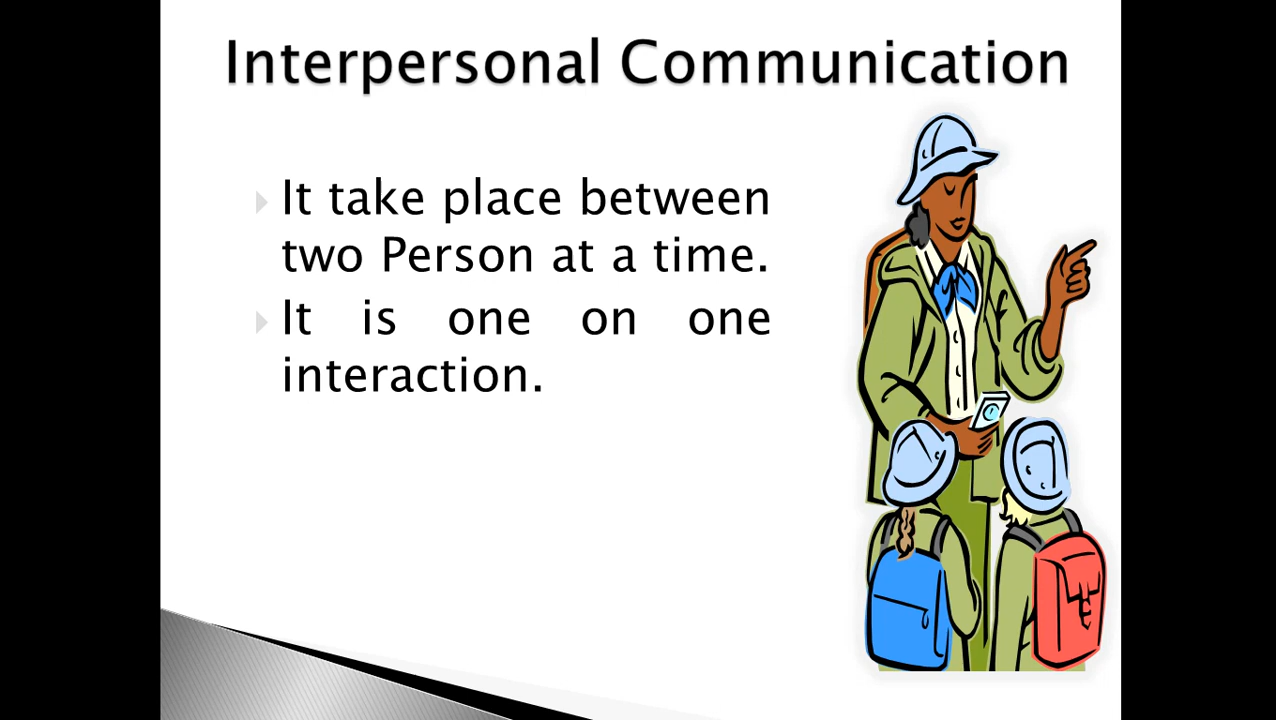 Interpersonal Communication
It take place between
two Person at a time.
It is one on one
interaction.